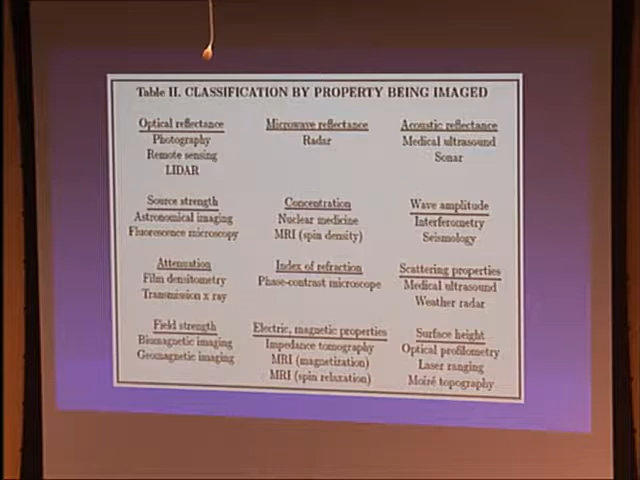 Table II. CLASSIFICATION BY PROPERTY BEING IMAGED
Optical reflectance
Photography
Remote sensing
LIDAR
Microwave reflectance
Radar
Acoustic reflectance
Medical ultrasound
Sonar
Source strength
Astronomical imaging
Fluorescence microscopy
Concentration
Nuclear medicine
MRI (spin density)
Wave amplitude
Interferometry
Seismology
Attenuation
Film densitometry
Transmission x ray
Index of refraction
Phase-contrast microscope
Scattering properties
Medical ultrasound
Weather radar
Field strength
Biomagnetic imaging
Geomagnetic imaging
Electric, magnetic properties
Impedance tomography
MRI (magnetization)
MRI (spin relaxation)
Surface height
Optical profilometry
Laser ranging
Moiré topography